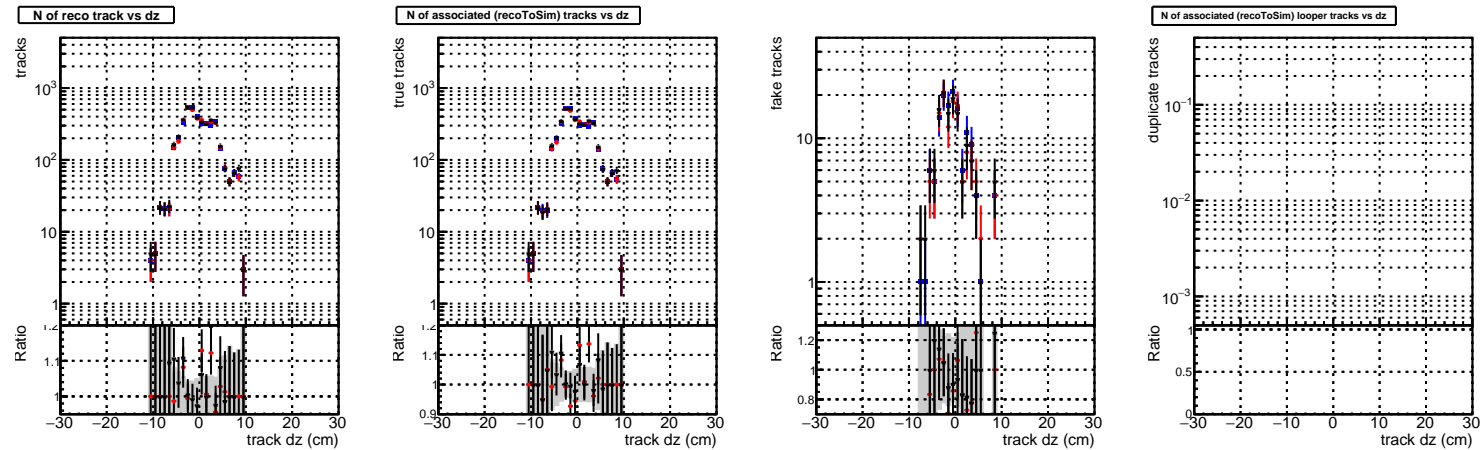 N of reco track vs dz
tracks
10³
10²
10
1
Ratio
1.2
1.1
1
−30 −20 −10 0 10 20 30
track dz (cm)
N of associated (recoToSim) tracks vs dz
true tracks
10³
10²
10
1
Ratio
1.2
1.1
1
0.9
−30 −20 −10 0 10 20 30
track dz (cm)
fake tracks
10
1
Ratio
1.2
1
0.8
−30 −20 −10 0 10 20 30
track dz (cm)
N of associated (recoToSim) looper tracks vs dz
duplicate tracks
10⁻¹
10⁻²
10⁻³
Ratio
1
0.5
0
−30 −20 −10 0 10 20 30
track dz (cm)